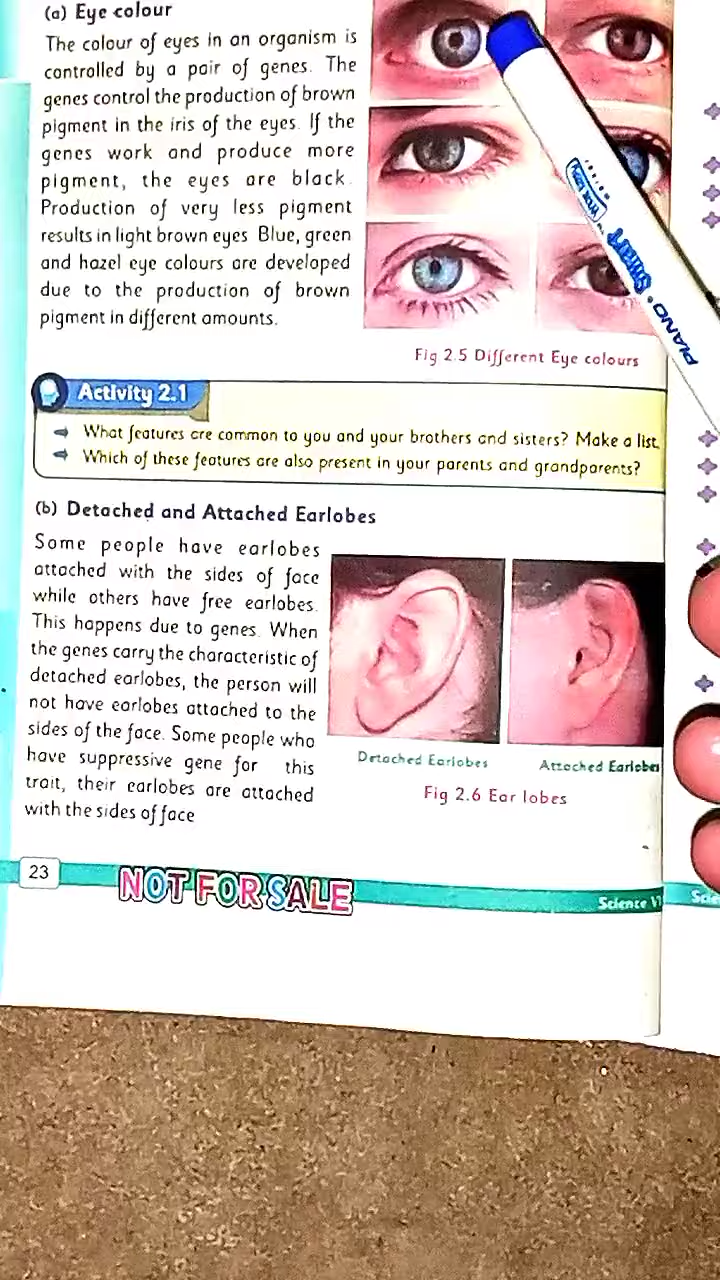 (a) Eye colour
The colour of eyes in an organism is
controlled by a pair of genes. The
genes control the production of brown
pigment in the iris of the eyes. If the
genes work and produce more
pigment, the eyes are black.
Production of very less pigment
results in light brown eyes Blue, green
and hazel eye colours are developed
due to the production of brown
pigment in different amounts.
PIANO Smart
Fig 2.5 Different Eye colours
Activity 2.1
What features are common to you and your brothers and sisters? Make a list.
Which of these features are also present in your parents and grandparents?
(b) Detached and Attached Earlobes
Some people have earlobes
attached with the sides of face
while others have free earlobes.
This happens due to genes. When
the genes carry the characteristic of
detached earlobes, the person will
not have earlobes attached to the
sides of the face. Some people who
have suppressive gene for this
trait, their earlobes are attached
with the sides of face
Detached Earlobes
Attached Earlobes
Fig 2.6 Ear lobes
23
NOT FOR SALE
Science